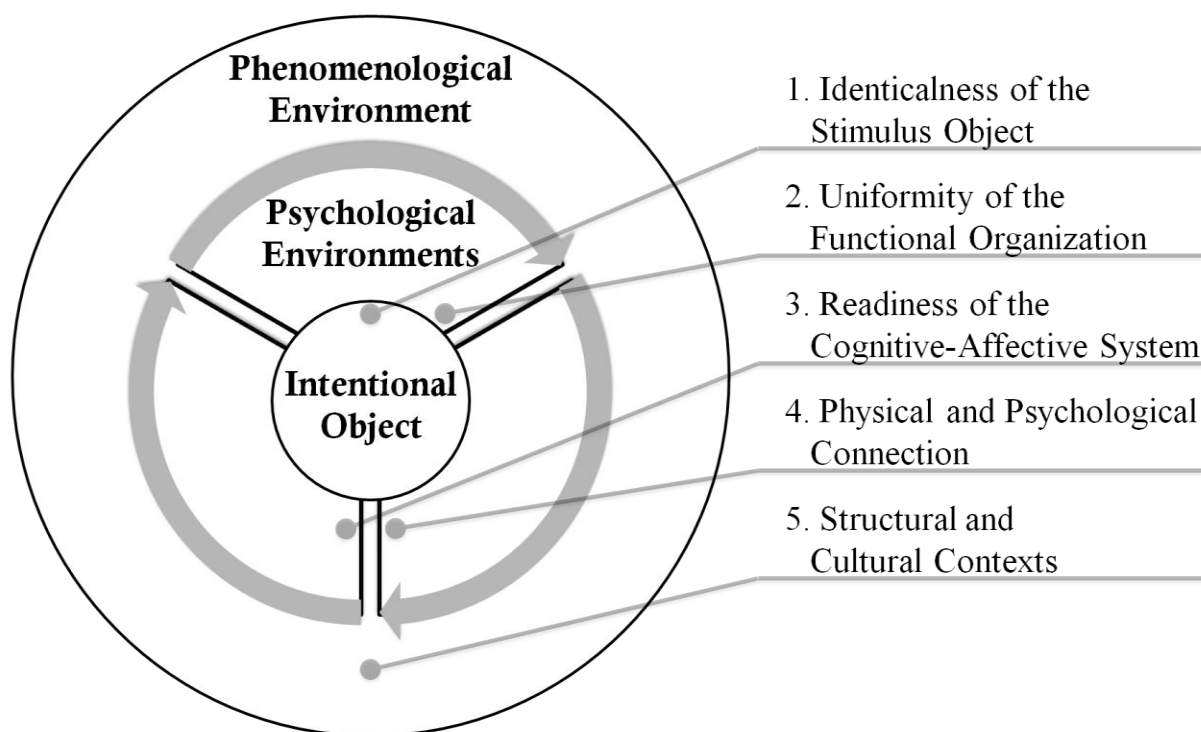 Phenomenological
Environment
Psychological
Environments
Intentional
Object
1. Identicalness of the
Stimulus Object
2. Uniformity of the
Functional Organization
3. Readiness of the
Cognitive-Affective System
4. Physical and Psychological
Connection
5. Structural and
Cultural Contexts